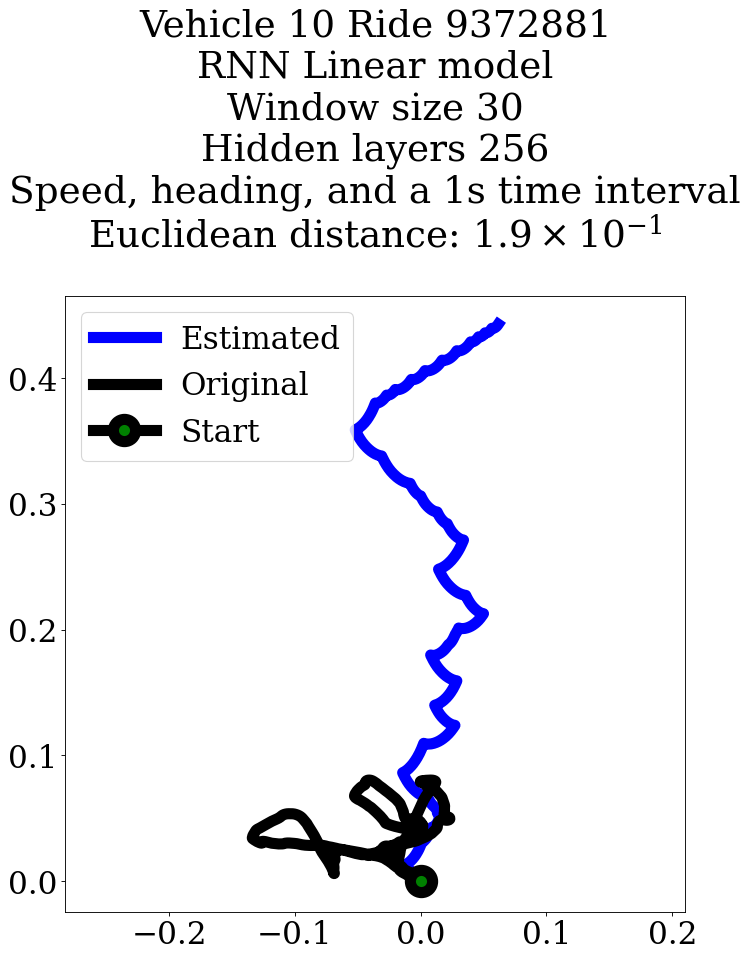 Vehicle 10 Ride 9372881
RNN Linear model
Window size 30
Hidden layers 256
Speed, heading, and a 1s time interval
Euclidean distance: 1.9 × 10⁻¹
Estimated
Original
Start
0.4
0.3
0.2
0.1
0.0
−0.2 −0.1 0.0 0.1 0.2